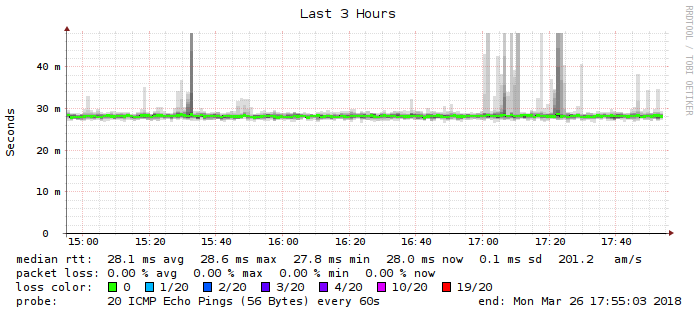 Last 3 Hours
RRDTOOL / TOBI OETIKER
Seconds
40 m
30 m
20 m
10 m
0
15:00 15:20 15:40 16:00 16:20 16:40 17:00 17:20 17:40
median rtt: 28.1 ms avg 28.6 ms max 27.8 ms min 28.0 ms now 0.1 ms sd 201.2 am/s
packet loss: 0.00 % avg 0.00 % max 0.00 % min 0.00 % now
loss color: 0 1/20 2/20 3/20 4/20 10/20 19/20
probe: 20 ICMP Echo Pings (56 Bytes) every 60s end: Mon Mar 26 17:55:03 2018